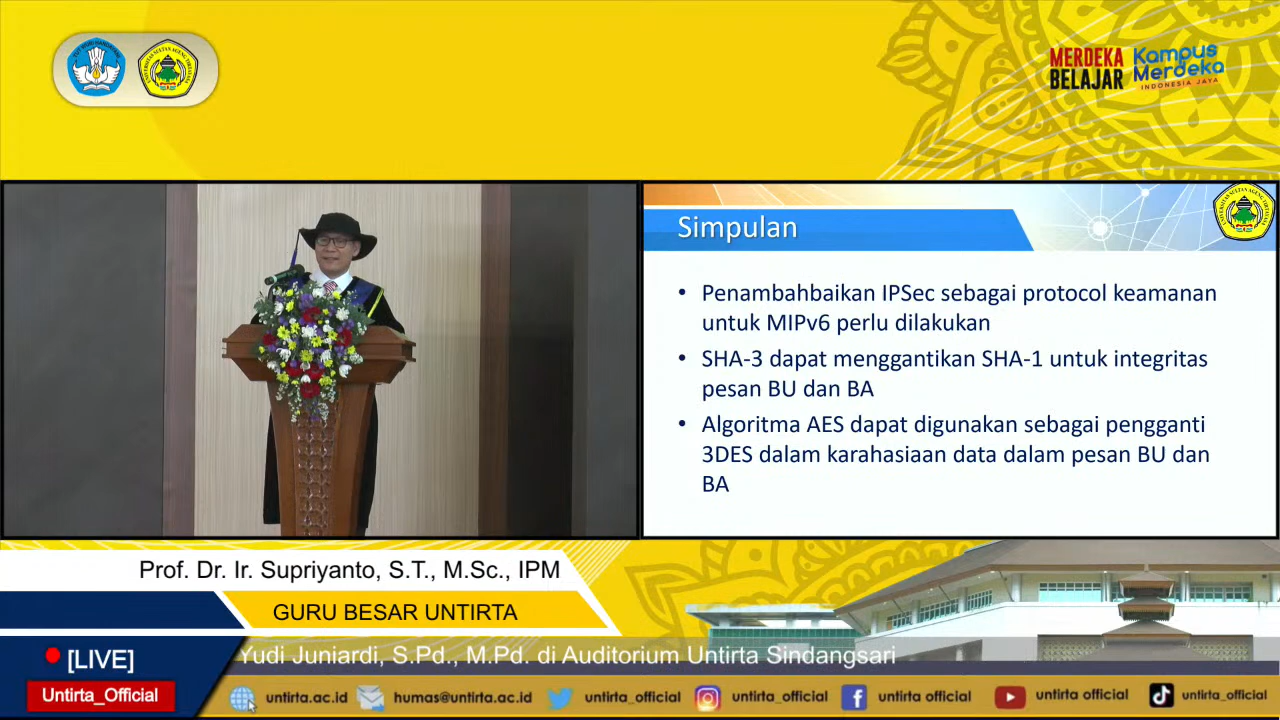 MERDEKA
BELAJAR
Kampus
Merdeka
INDONESIA JAYA
Simpulan
• Penambahbaikan IPSec sebagai protocol keamanan
untuk MIPv6 perlu dilakukan
• SHA-3 dapat menggantikan SHA-1 untuk integritas
pesan BU dan BA
• Algoritma AES dapat digunakan sebagai pengganti
3DES dalam karahasiaan data dalam pesan BU dan
BA
Prof. Dr. Ir. Supriyanto, S.T., M.Sc., IPM
GURU BESAR UNTIRTA
[LIVE]
Yudi Juniardi, S.Pd., M.Pd. di Auditorium Untirta Sindangsari
Untirta_Official
untirta.ac.id
humas@untirta.ac.id
untirta_official
untirta_official
untirta official
untirta official
untirta_official